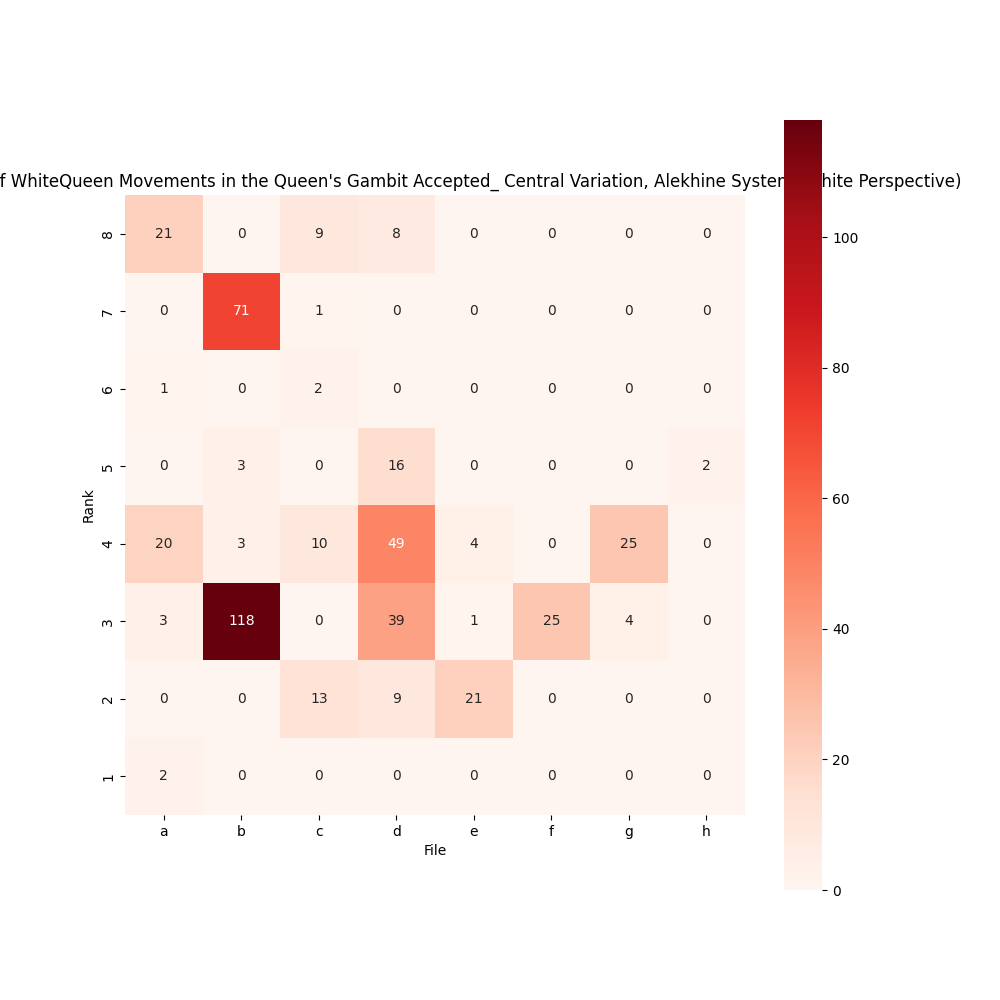 f WhiteQueen Movements in the Queen's Gambit Accepted_ Central Variation, Alekhine System (White Perspective)
8 21 0 9 8 0 0 0 0
7 0 71 1 0 0 0 0 0
6 1 0 2 0 0 0 0 0
5 0 3 0 16 0 0 0 2
4 20 3 10 49 4 0 25 0
3 3 118 0 39 1 25 4 0
2 0 0 13 9 21 0 0 0
1 2 0 0 0 0 0 0 0
a b c d e f g h
Rank
File
100
80
60
40
20
0